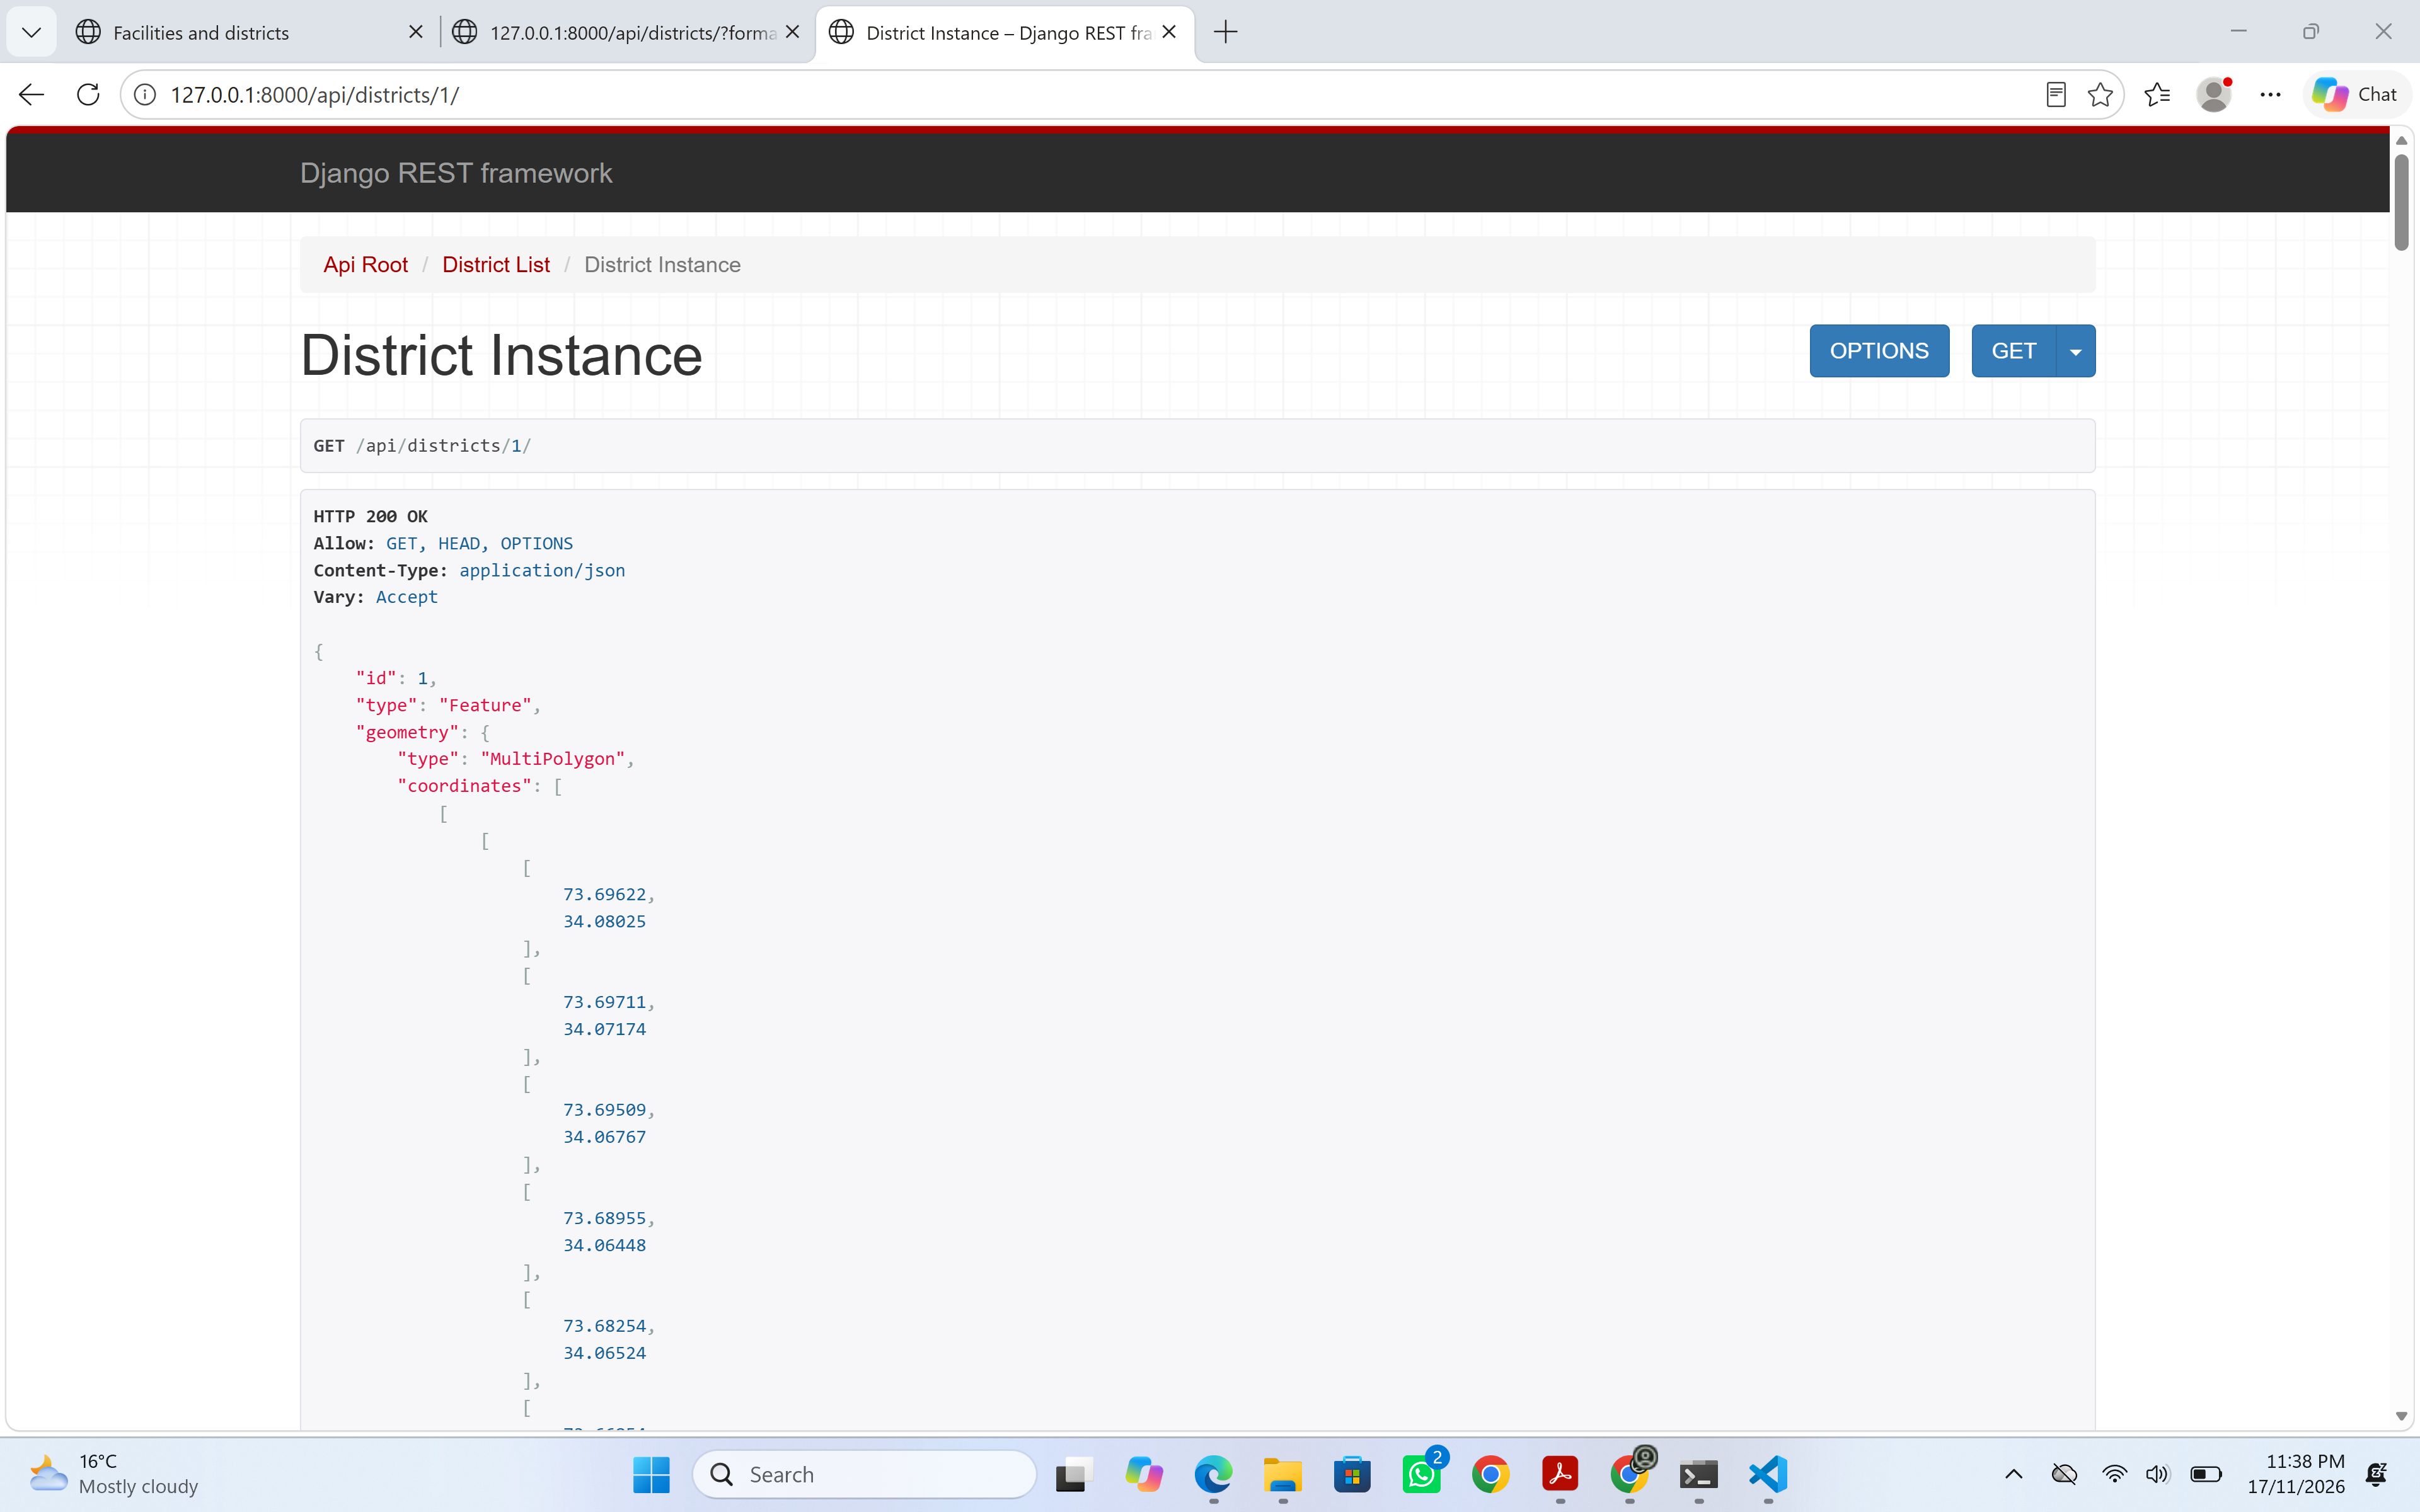 Facilities and districts
127.0.0.1:8000/api/districts/?forma
District Instance – Django REST fra
127.0.0.1:8000/api/districts/1/
Chat
Django REST framework
Api Root / District List / District Instance
District Instance
OPTIONS
GET
GET /api/districts/1/
HTTP 200 OK
Allow: GET, HEAD, OPTIONS
Content-Type: application/json
Vary: Accept
{
"id": 1,
"type": "Feature",
"geometry": {
"type": "MultiPolygon",
"coordinates": [
[
[
[
73.69622,
34.08025
],
[
73.69711,
34.07174
],
[
73.69509,
34.06767
],
[
73.68955,
34.06448
],
[
73.68254,
34.06524
],
[
16°C
Mostly cloudy
Search
2
11:38 PM
17/11/2026